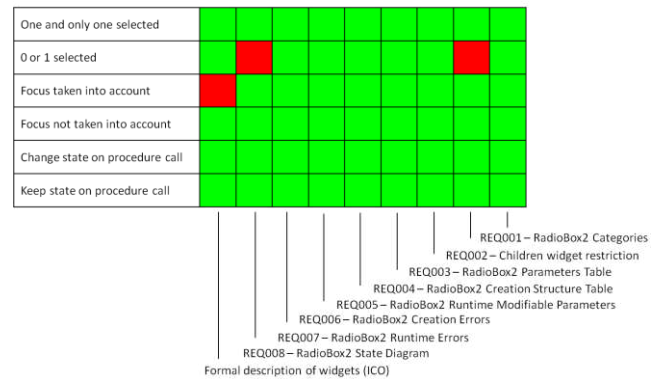 One and only one selected
0 or 1 selected
Focus taken into account
Focus not taken into account
Change state on procedure call
Keep state on procedure call
REQ001 – RadioBox2 Categories
REQ002 – Children widget restriction
REQ003 – RadioBox2 Parameters Table
REQ004 – RadioBox2 Creation Structure Table
REQ005 – RadioBox2 Runtime Modifiable Parameters
REQ006 – RadioBox2 Creation Errors
REQ007 – RadioBox2 Runtime Errors
REQ008 – RadioBox2 State Diagram
Formal description of widgets (ICO)